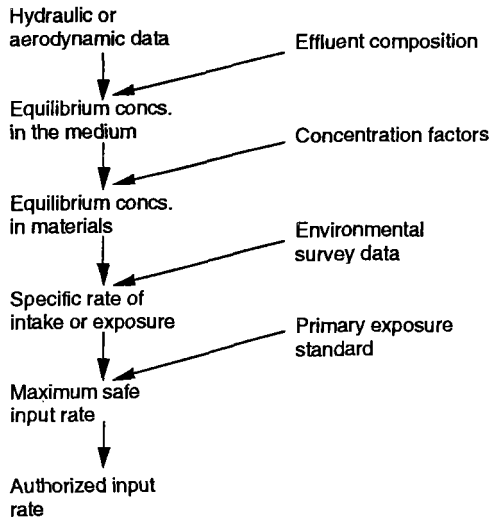 Hydraulic or
aerodynamic data
Effluent composition
Equilibrium concs.
in the medium
Concentration factors
Equilibrium concs.
in materials
Environmental
survey data
Specific rate of
intake or exposure
Primary exposure
standard
Maximum safe
input rate
Authorized input
rate